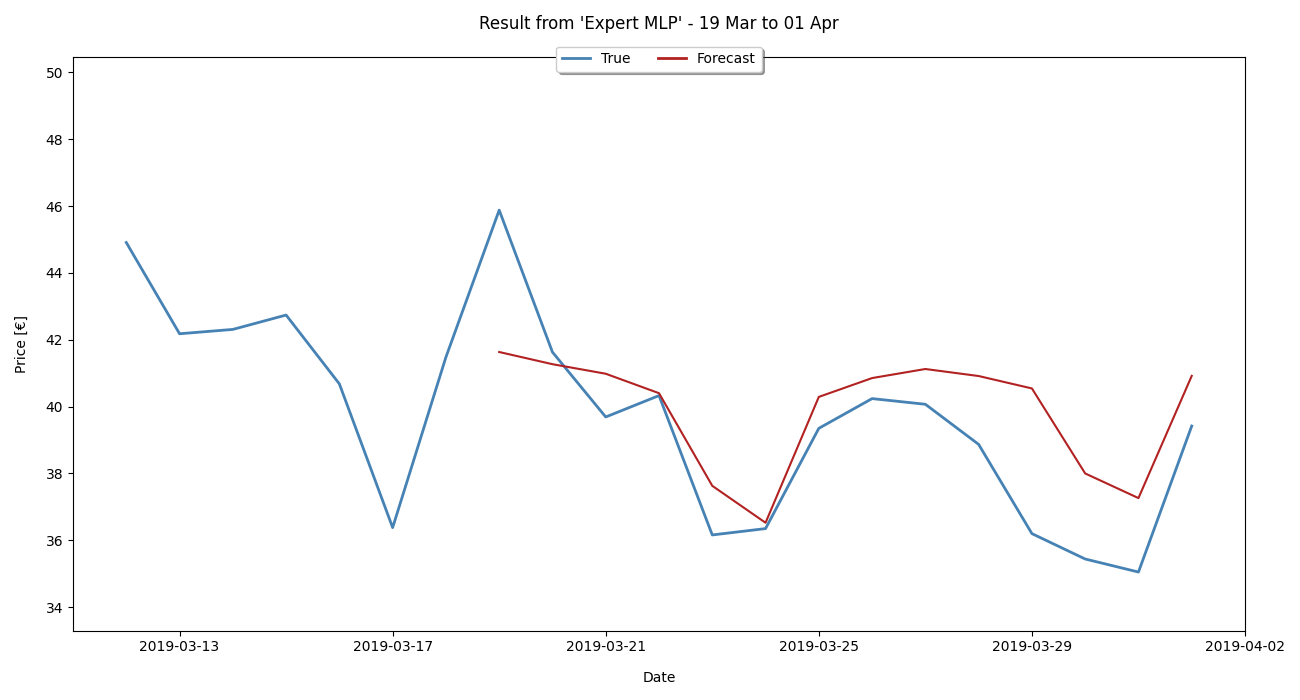 Result from 'Expert MLP' - 19 Mar to 01 Apr
True Forecast
50
48
46
44
42
40
38
36
34
Price [€]
2019-03-13 2019-03-17 2019-03-21 2019-03-25 2019-03-29 2019-04-02
Date